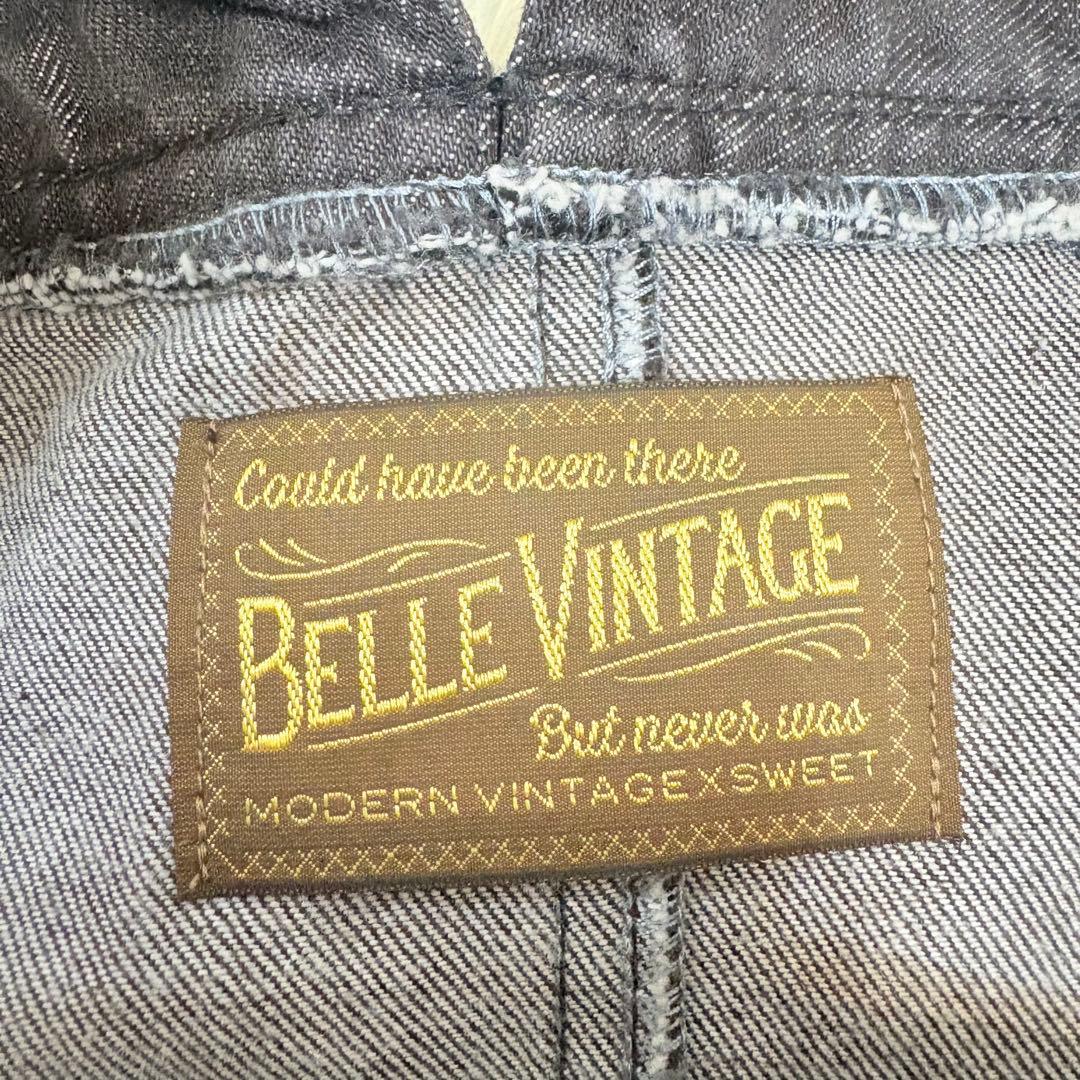 Could have been there
BELLE VINTAGE
But never was
MODERN VINTAGEXSWEET